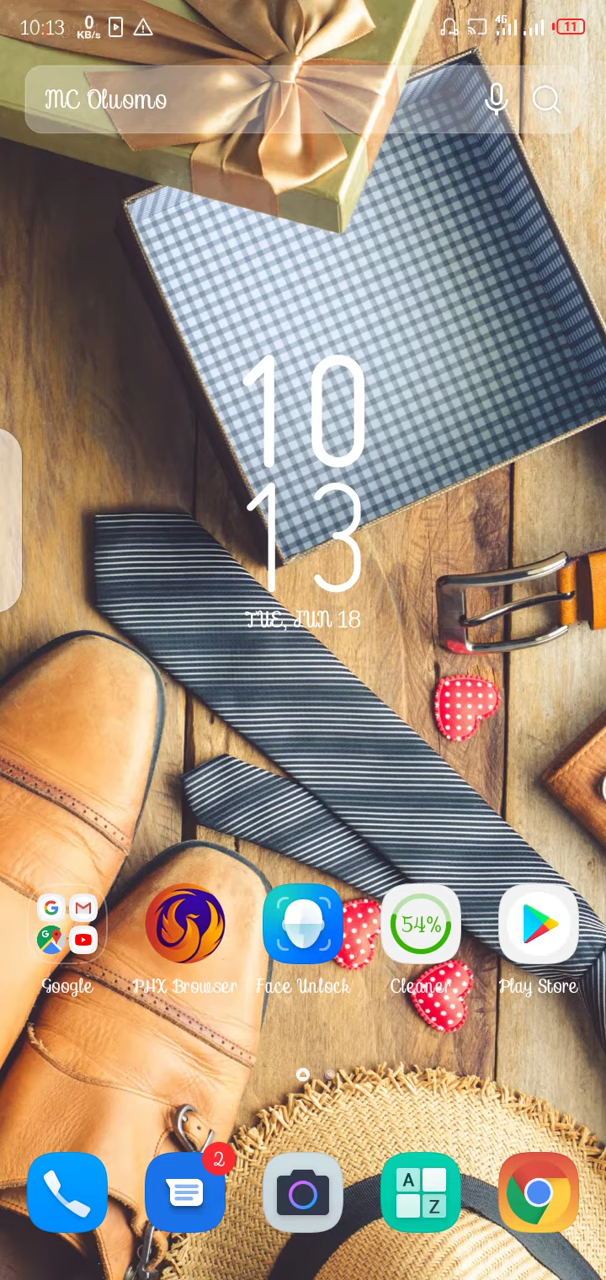 10:13 0 KB/s 4G 11
MC Oluomo
10
13
TUE, JUN 18
54%
Google PHX Browser Face Unlock Cleaner Play Store
2
A
Z